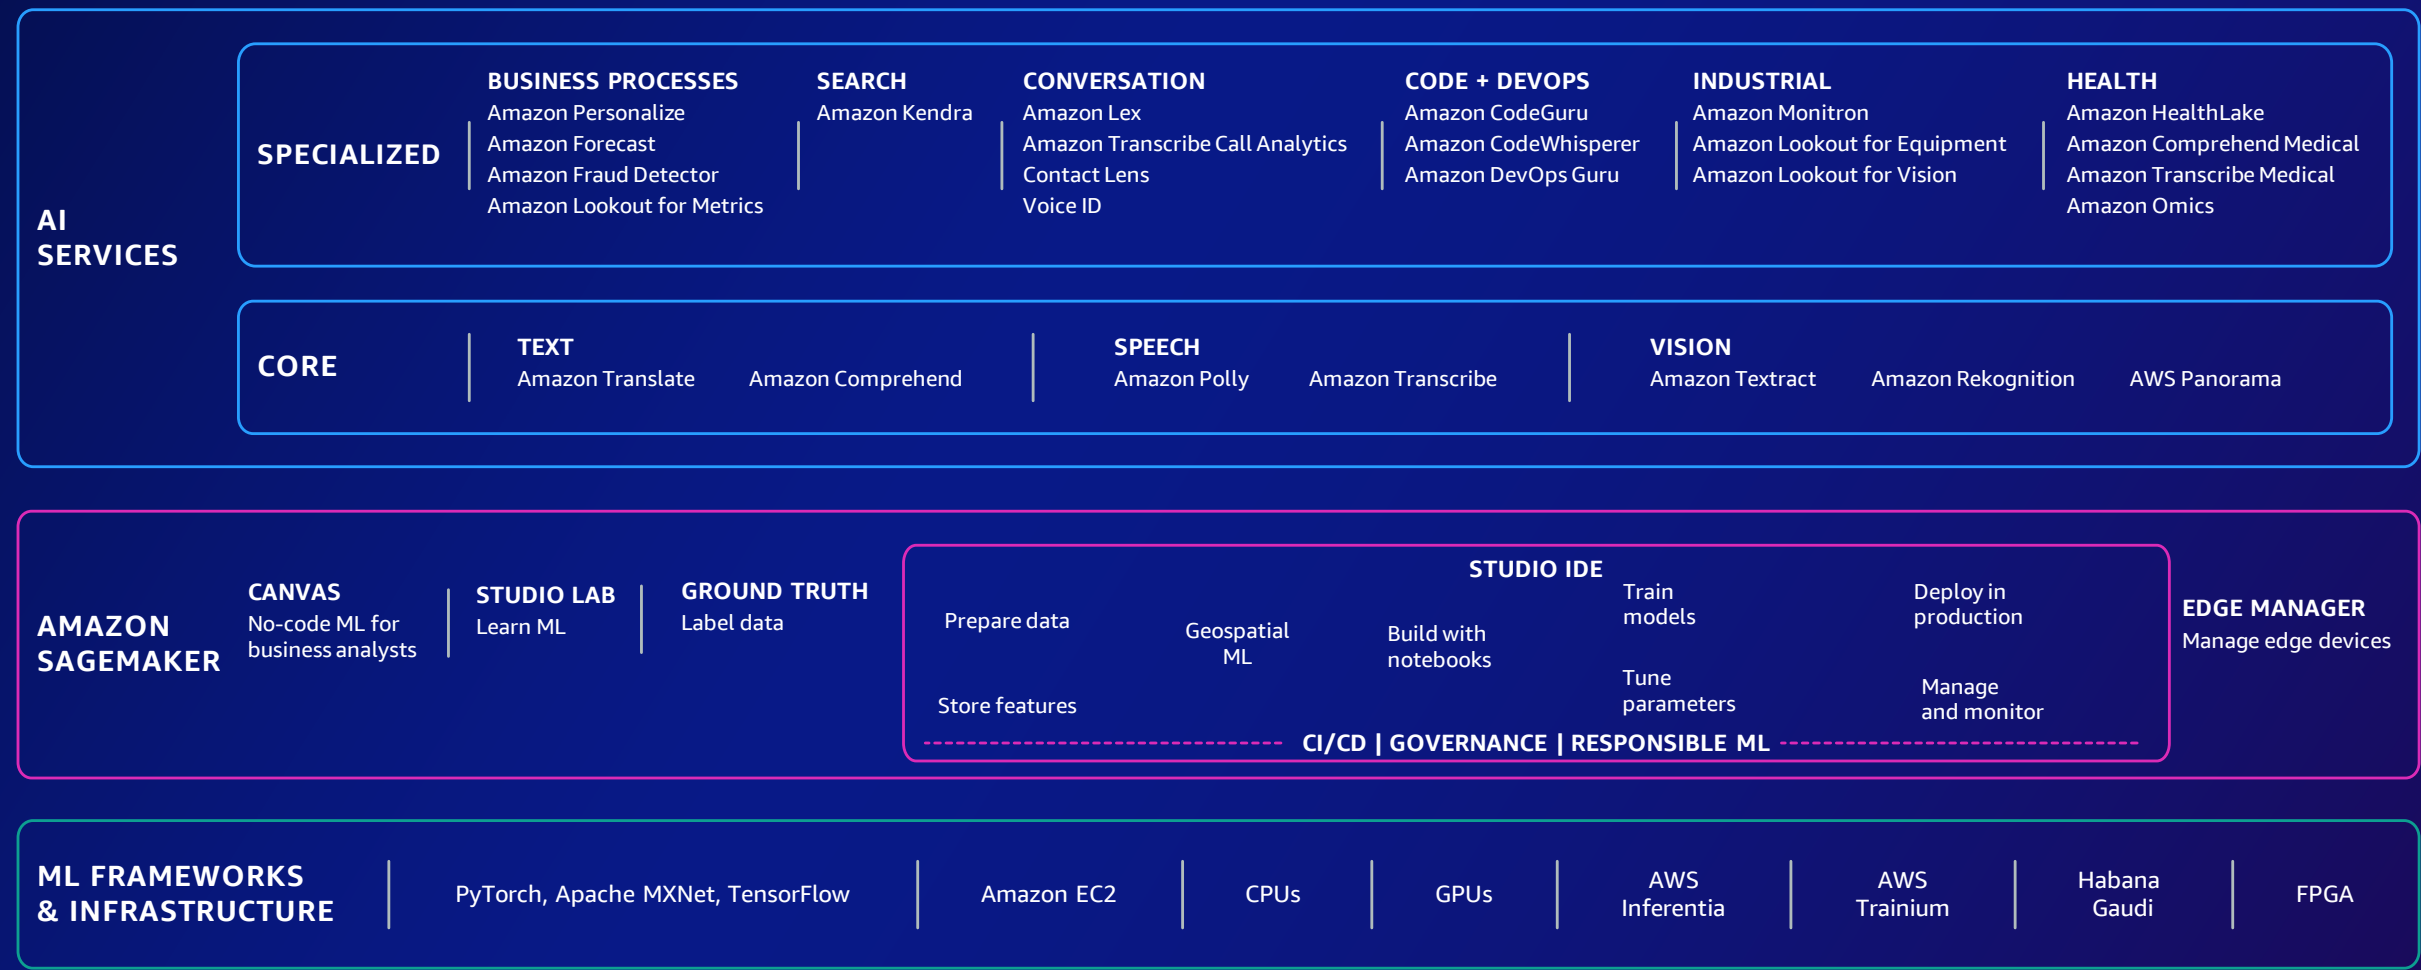 AI
SERVICES
SPECIALIZED
BUSINESS PROCESSES
Amazon Personalize
Amazon Forecast
Amazon Fraud Detector
Amazon Lookout for Metrics
SEARCH
Amazon Kendra
CONVERSATION
Amazon Lex
Amazon Transcribe Call Analytics
Contact Lens
Voice ID
CODE + DEVOPS
Amazon CodeGuru
Amazon CodeWhisperer
Amazon DevOps Guru
INDUSTRIAL
Amazon Monitron
Amazon Lookout for Equipment
Amazon Lookout for Vision
HEALTH
Amazon HealthLake
Amazon Comprehend Medical
Amazon Transcribe Medical
Amazon Omics
CORE
TEXT
Amazon Translate
Amazon Comprehend
SPEECH
Amazon Polly
Amazon Transcribe
VISION
Amazon Textract
Amazon Rekognition
AWS Panorama
AMAZON
SAGEMAKER
CANVAS
No-code ML for
business analysts
STUDIO LAB
Learn ML
GROUND TRUTH
Label data
STUDIO IDE
Prepare data
Store features
Geospatial
ML
Build with
notebooks
Train
models
Tune
parameters
Deploy in
production
Manage
and monitor
CI/CD | GOVERNANCE | RESPONSIBLE ML
EDGE MANAGER
Manage edge devices
ML FRAMEWORKS
& INFRASTRUCTURE
PyTorch, Apache MXNet, TensorFlow
Amazon EC2
CPUs
GPUs
AWS
Inferentia
AWS
Trainium
Habana
Gaudi
FPGA